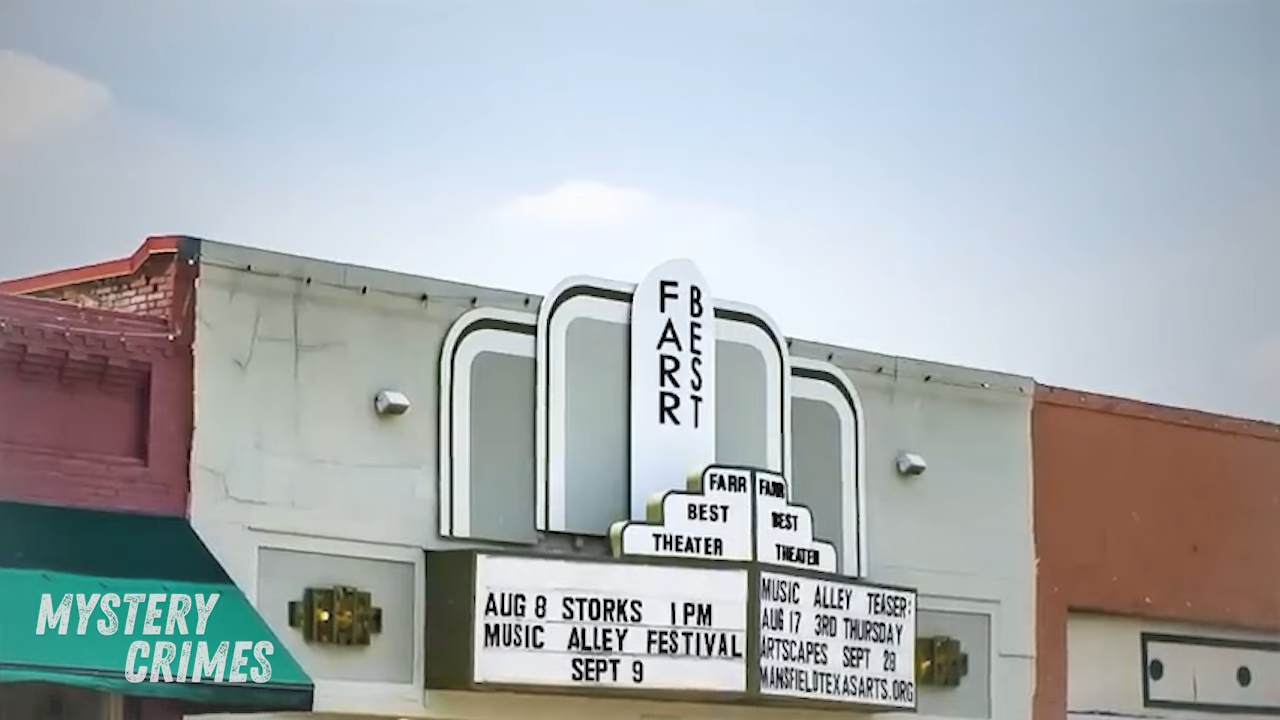 FARR
BEST
FARR
BEST
THEATER
FARR
BEST
THEATER
AUG 8 STORKS 1PM
MUSIC ALLEY FESTIVAL
SEPT 9
MUSIC ALLEY TEASER:
AUG 17 3RD THURSDAY
ARTSCAPES SEPT 28
MANSFIELDTEXASARTS.ORG
MYSTERY
CRIMES